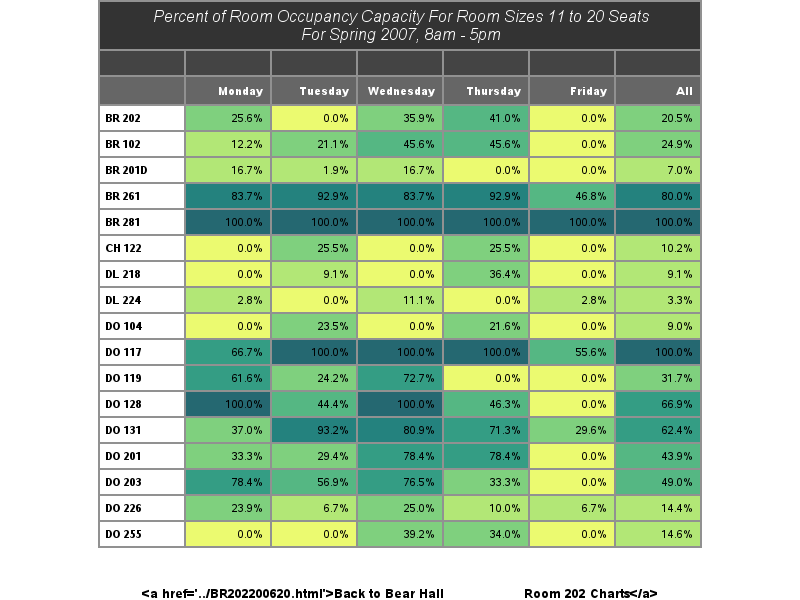 Percent of Room Occupancy Capacity For Room Sizes 11 to 20 Seats
For Spring 2007, 8am - 5pm
Monday Tuesday Wednesday Thursday Friday All
BR 202 25.6% 0.0% 35.9% 41.0% 0.0% 20.5%
BR 102 12.2% 21.1% 45.6% 45.6% 0.0% 24.9%
BR 201D 16.7% 1.9% 16.7% 0.0% 0.0% 7.0%
BR 261 83.7% 92.9% 83.7% 92.9% 46.8% 80.0%
BR 281 100.0% 100.0% 100.0% 100.0% 100.0% 100.0%
CH 122 0.0% 25.5% 0.0% 25.5% 0.0% 10.2%
DL 218 0.0% 9.1% 0.0% 36.4% 0.0% 9.1%
DL 224 2.8% 0.0% 11.1% 0.0% 2.8% 3.3%
DO 104 0.0% 23.5% 0.0% 21.6% 0.0% 9.0%
DO 117 66.7% 100.0% 100.0% 100.0% 55.6% 100.0%
DO 119 61.6% 24.2% 72.7% 0.0% 0.0% 31.7%
DO 128 100.0% 44.4% 100.0% 46.3% 0.0% 66.9%
DO 131 37.0% 93.2% 80.9% 71.3% 29.6% 62.4%
DO 201 33.3% 29.4% 78.4% 78.4% 0.0% 43.9%
DO 203 78.4% 56.9% 76.5% 33.3% 0.0% 49.0%
DO 226 23.9% 6.7% 25.0% 10.0% 6.7% 14.4%
DO 255 0.0% 0.0% 39.2% 34.0% 0.0% 14.6%
<a href='../BR202200620.html'>Back to Bear Hall Room 202 Charts</a>